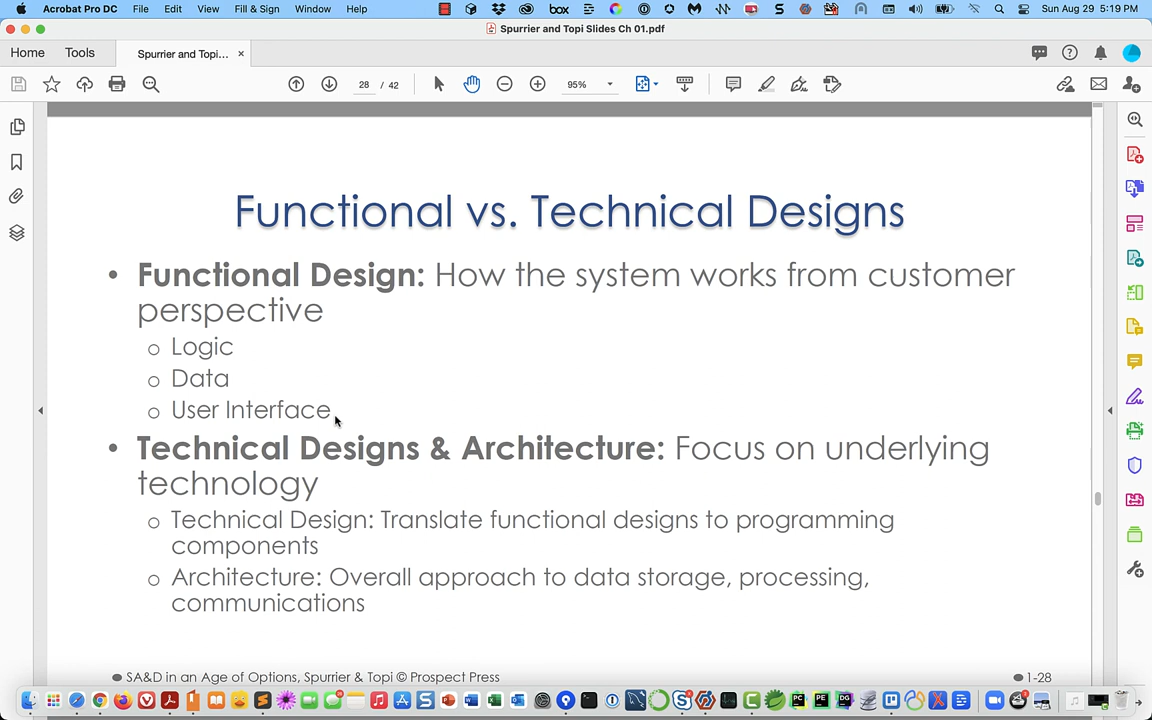 Acrobat Pro DC File Edit View Fill & Sign Window Help box Sun Aug 29 5:19 PM
Spurrier and Topi Slides Ch 01.pdf
Home Tools Spurrier and Topi... ×
28 / 42 95%
Functional vs. Technical Designs
• Functional Design: How the system works from customer
perspective
o Logic
o Data
o User Interface
• Technical Designs & Architecture: Focus on underlying
technology
o Technical Design: Translate functional designs to programming
components
o Architecture: Overall approach to data storage, processing,
communications
● SA&D in an Age of Options, Spurrier & Topi © Prospect Press ● 1-28